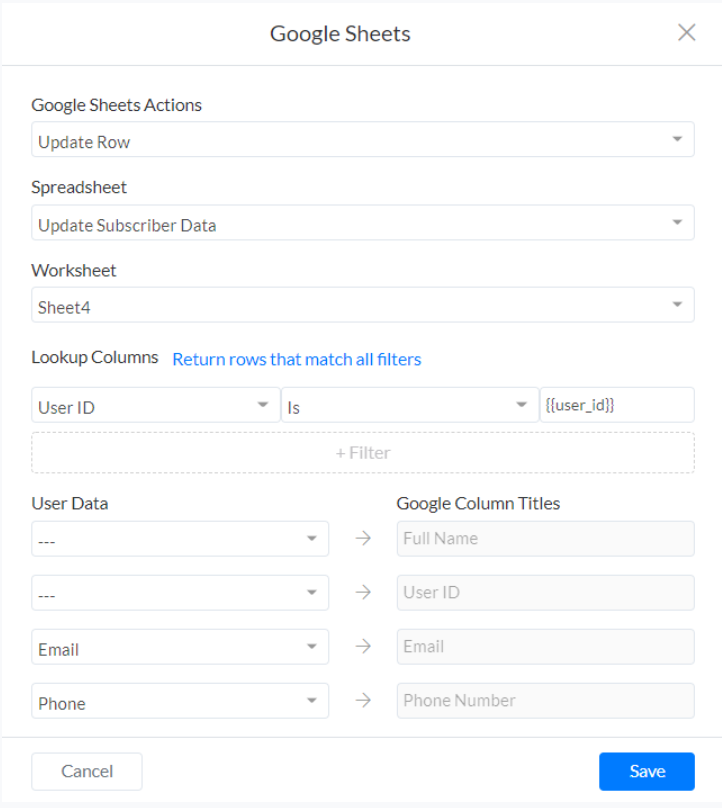 Google Sheets
Google Sheets Actions
Update Row
Spreadsheet
Update Subscriber Data
Worksheet
Sheet4
Lookup Columns Return rows that match all filters
User ID Is {{user_id}}
+ Filter
User Data Google Column Titles
--- → Full Name
--- → User ID
Email → Email
Phone → Phone Number
Cancel Save